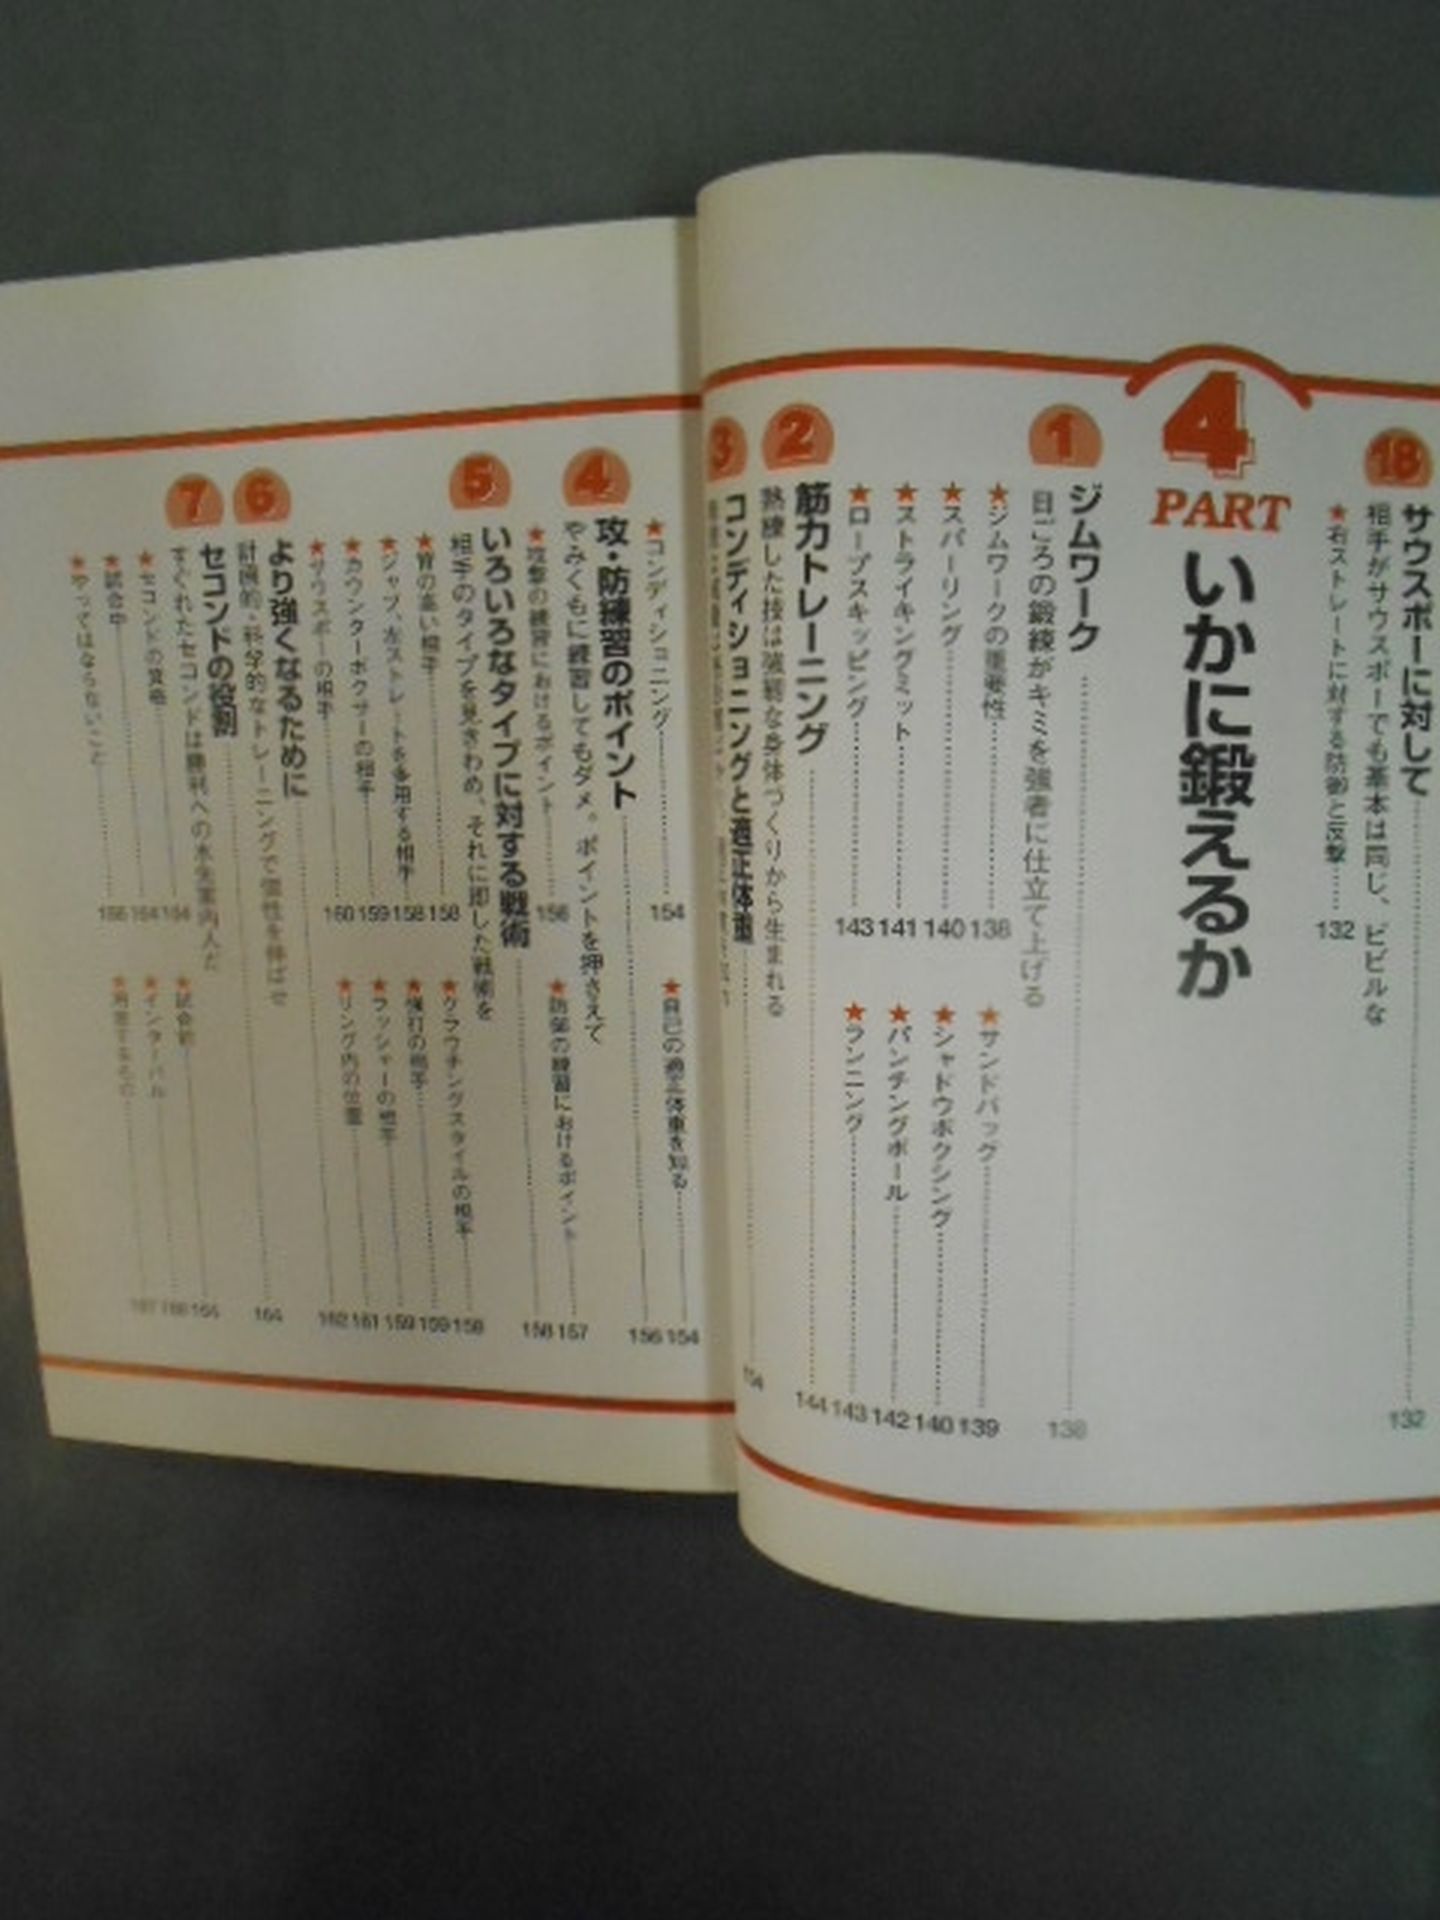 18
サウスポーに対して……132
相手がサウスポーでも基本は同じ、ビビルな
★右ストレートに対する防御と反撃……132
4
PART
いかに鍛えるか
1
ジムワーク……138
日ごろの鍛練がキミを強者に仕立て上げる
★ジムワークの重要性……138
★サンドバッグ……139
★スパーリング……140
★シャドウボクシング……140
★ストライキングミット……141
★パンチングボール……142
★ロープスキッピング……143
★ランニング……143
2
筋力トレーニング……144
熟練した技は強靱な身体づくりから生まれる
3
コンディショニングと適正体重……154
★コンディショニング……154
★自己の適正体重を知る……154
4
攻・防練習のポイント……156
やみくもに練習してもダメ。ポイントを押さえて
★攻撃の練習におけるポイント……156
★防御の練習におけるポイント……157
5
いろいろなタイプに対する戦術……158
相手のタイプを見きわめ、それに即した戦術を
★背の高い相手……158
★クラウチングスタイルの相手……158
★ジャブ、左ストレートを多用する相手……158
★強打の相手……159
★カウンターボクサーの相手……159
★ラッシャーの相手……159
★サウスポーの相手……160
★リング内の位置……161
6
より強くなるために……162
計画的・科学的なトレーニングで個性を伸ばせ
7
セコンドの役割……164
すぐれたセコンドは勝利への水先案内人だ
★セコンドの資格……164
★試合前
★試合中……164
★インターバル
★やってはならないこと……166
★用意するもの